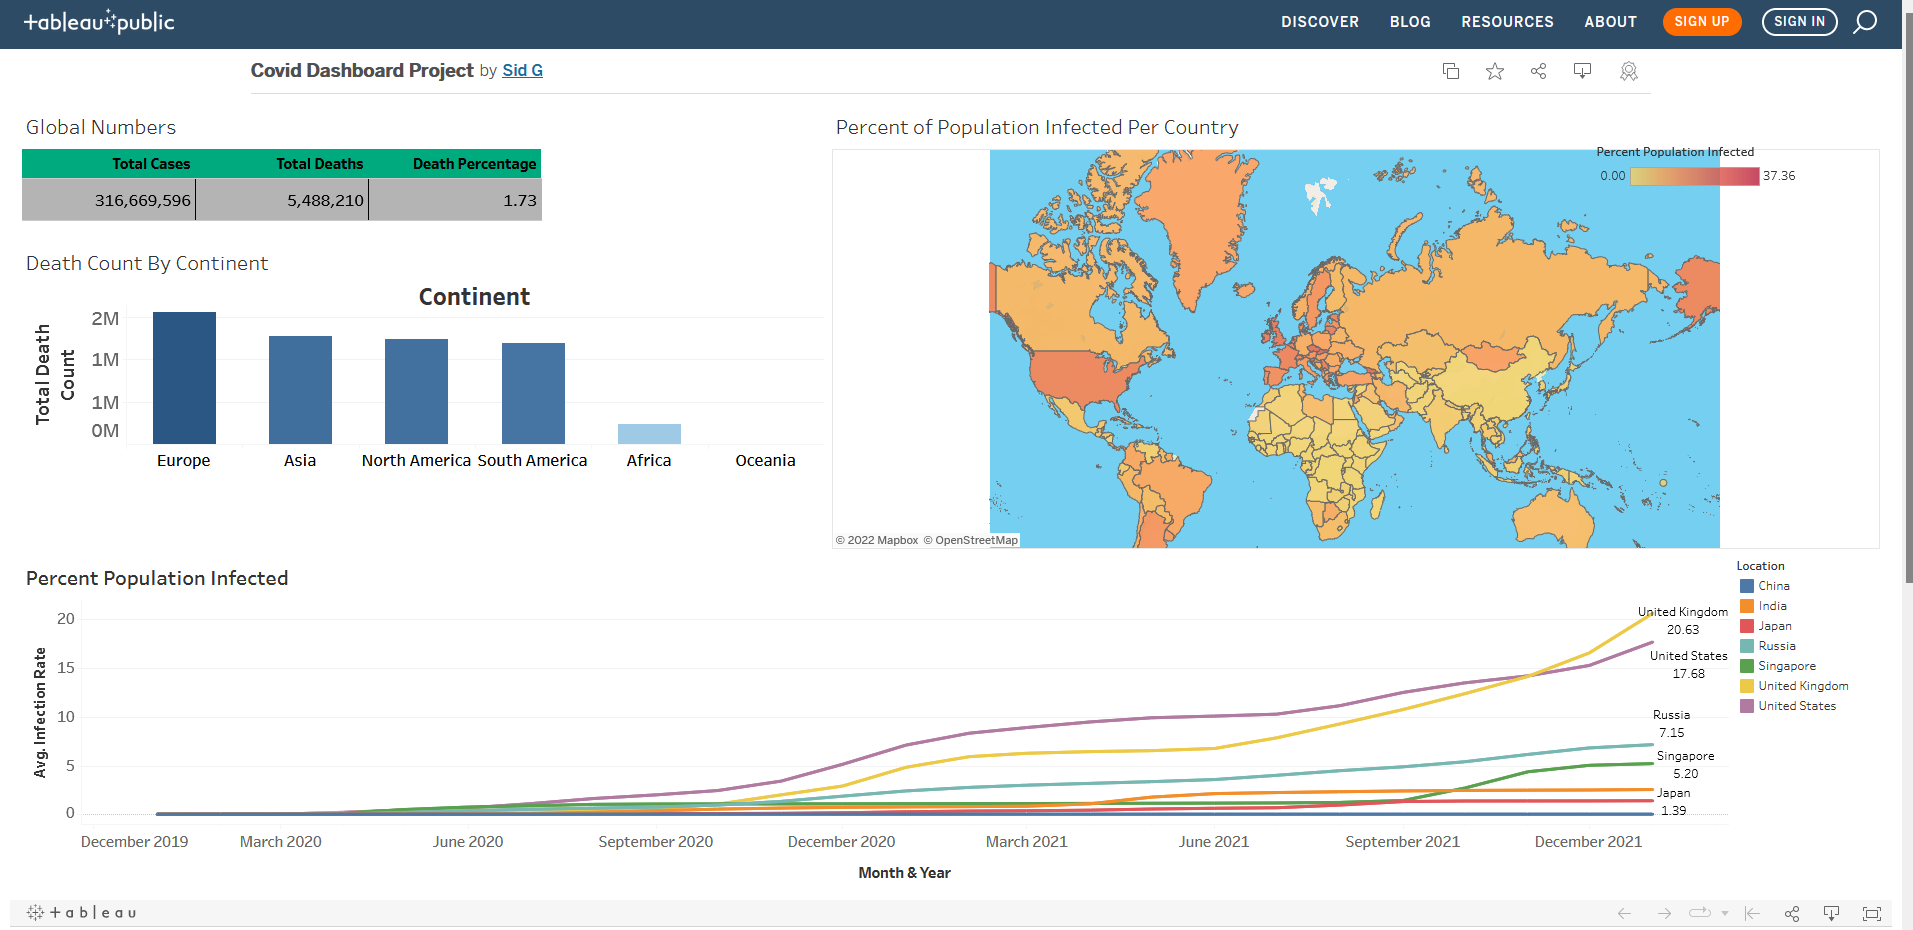 tableau public
DISCOVER BLOG RESOURCES ABOUT SIGN UP SIGN IN
Covid Dashboard Project by Sid G
Global Numbers
Total Cases Total Deaths Death Percentage
316,669,596 5,488,210 1.73
Death Count By Continent
Continent
Total Death
Count
2M
1M
1M
0M
Europe Asia North America South America Africa Oceania
Percent of Population Infected Per Country
Percent Population Infected
0.00 37.36
© 2022 Mapbox © OpenStreetMap
Percent Population Infected
Avg. Infection Rate
20
15
10
5
0
United Kingdom
20.63
United States
17.68
Russia
7.15
Singapore
5.20
Japan
1.39
December 2019 March 2020 June 2020 September 2020 December 2020 March 2021 June 2021 September 2021 December 2021
Month & Year
Location
China
India
Japan
Russia
Singapore
United Kingdom
United States
+ a b l e a u